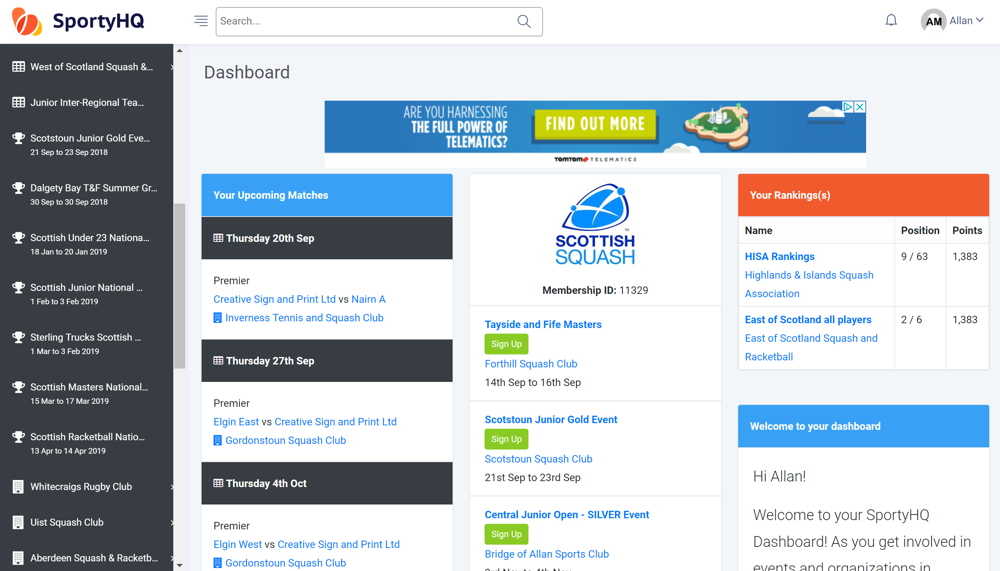 SportyHQ
Search...
AM Allan
West of Scotland Squash &...
Junior Inter-Regional Tea...
Scotstoun Junior Gold Eve...
21 Sep to 23 Sep 2018
Dalgety Bay T&F Summer Gr...
30 Sep to 30 Sep 2018
Scottish Under 23 Nationa...
18 Jan to 20 Jan 2019
Scottish Junior National ...
1 Feb to 3 Feb 2019
Sterling Trucks Scottish ...
1 Mar to 3 Feb 2019
Scottish Masters National...
15 Mar to 17 Mar 2019
Scottish Racketball Natio...
13 Apr to 14 Apr 2019
Whitecraigs Rugby Club
Uist Squash Club
Aberdeen Squash & Racketb...
Dashboard
ARE YOU HARNESSING
THE FULL POWER OF
TELEMATICS?
FIND OUT MORE
TOMTOM TELEMATICS
Your Upcoming Matches
Thursday 20th Sep
Premier
Creative Sign and Print Ltd vs Nairn A
Inverness Tennis and Squash Club
Thursday 27th Sep
Premier
Elgin East vs Creative Sign and Print Ltd
Gordonstoun Squash Club
Thursday 4th Oct
Premier
Elgin West vs Creative Sign and Print Ltd
Gordonstoun Squash Club
TM
SCOTTISH
SQUASH
Membership ID: 11329
Tayside and Fife Masters
Sign Up
Forthill Squash Club
14th Sep to 16th Sep
Scotstoun Junior Gold Event
Sign Up
Scotstoun Squash Club
21st Sep to 23rd Sep
Central Junior Open - SILVER Event
Sign Up
Bridge of Allan Sports Club
3rd Nov to 4th Nov
Your Rankings(s)
Name Position Points
HISA Rankings 9 / 63 1,383
Highlands & Islands Squash
Association
East of Scotland all players 2 / 6 1,383
East of Scotland Squash and
Racketball
Welcome to your dashboard
Hi Allan!
Welcome to your SportyHQ
Dashboard! As you get involved in
events and organizations in